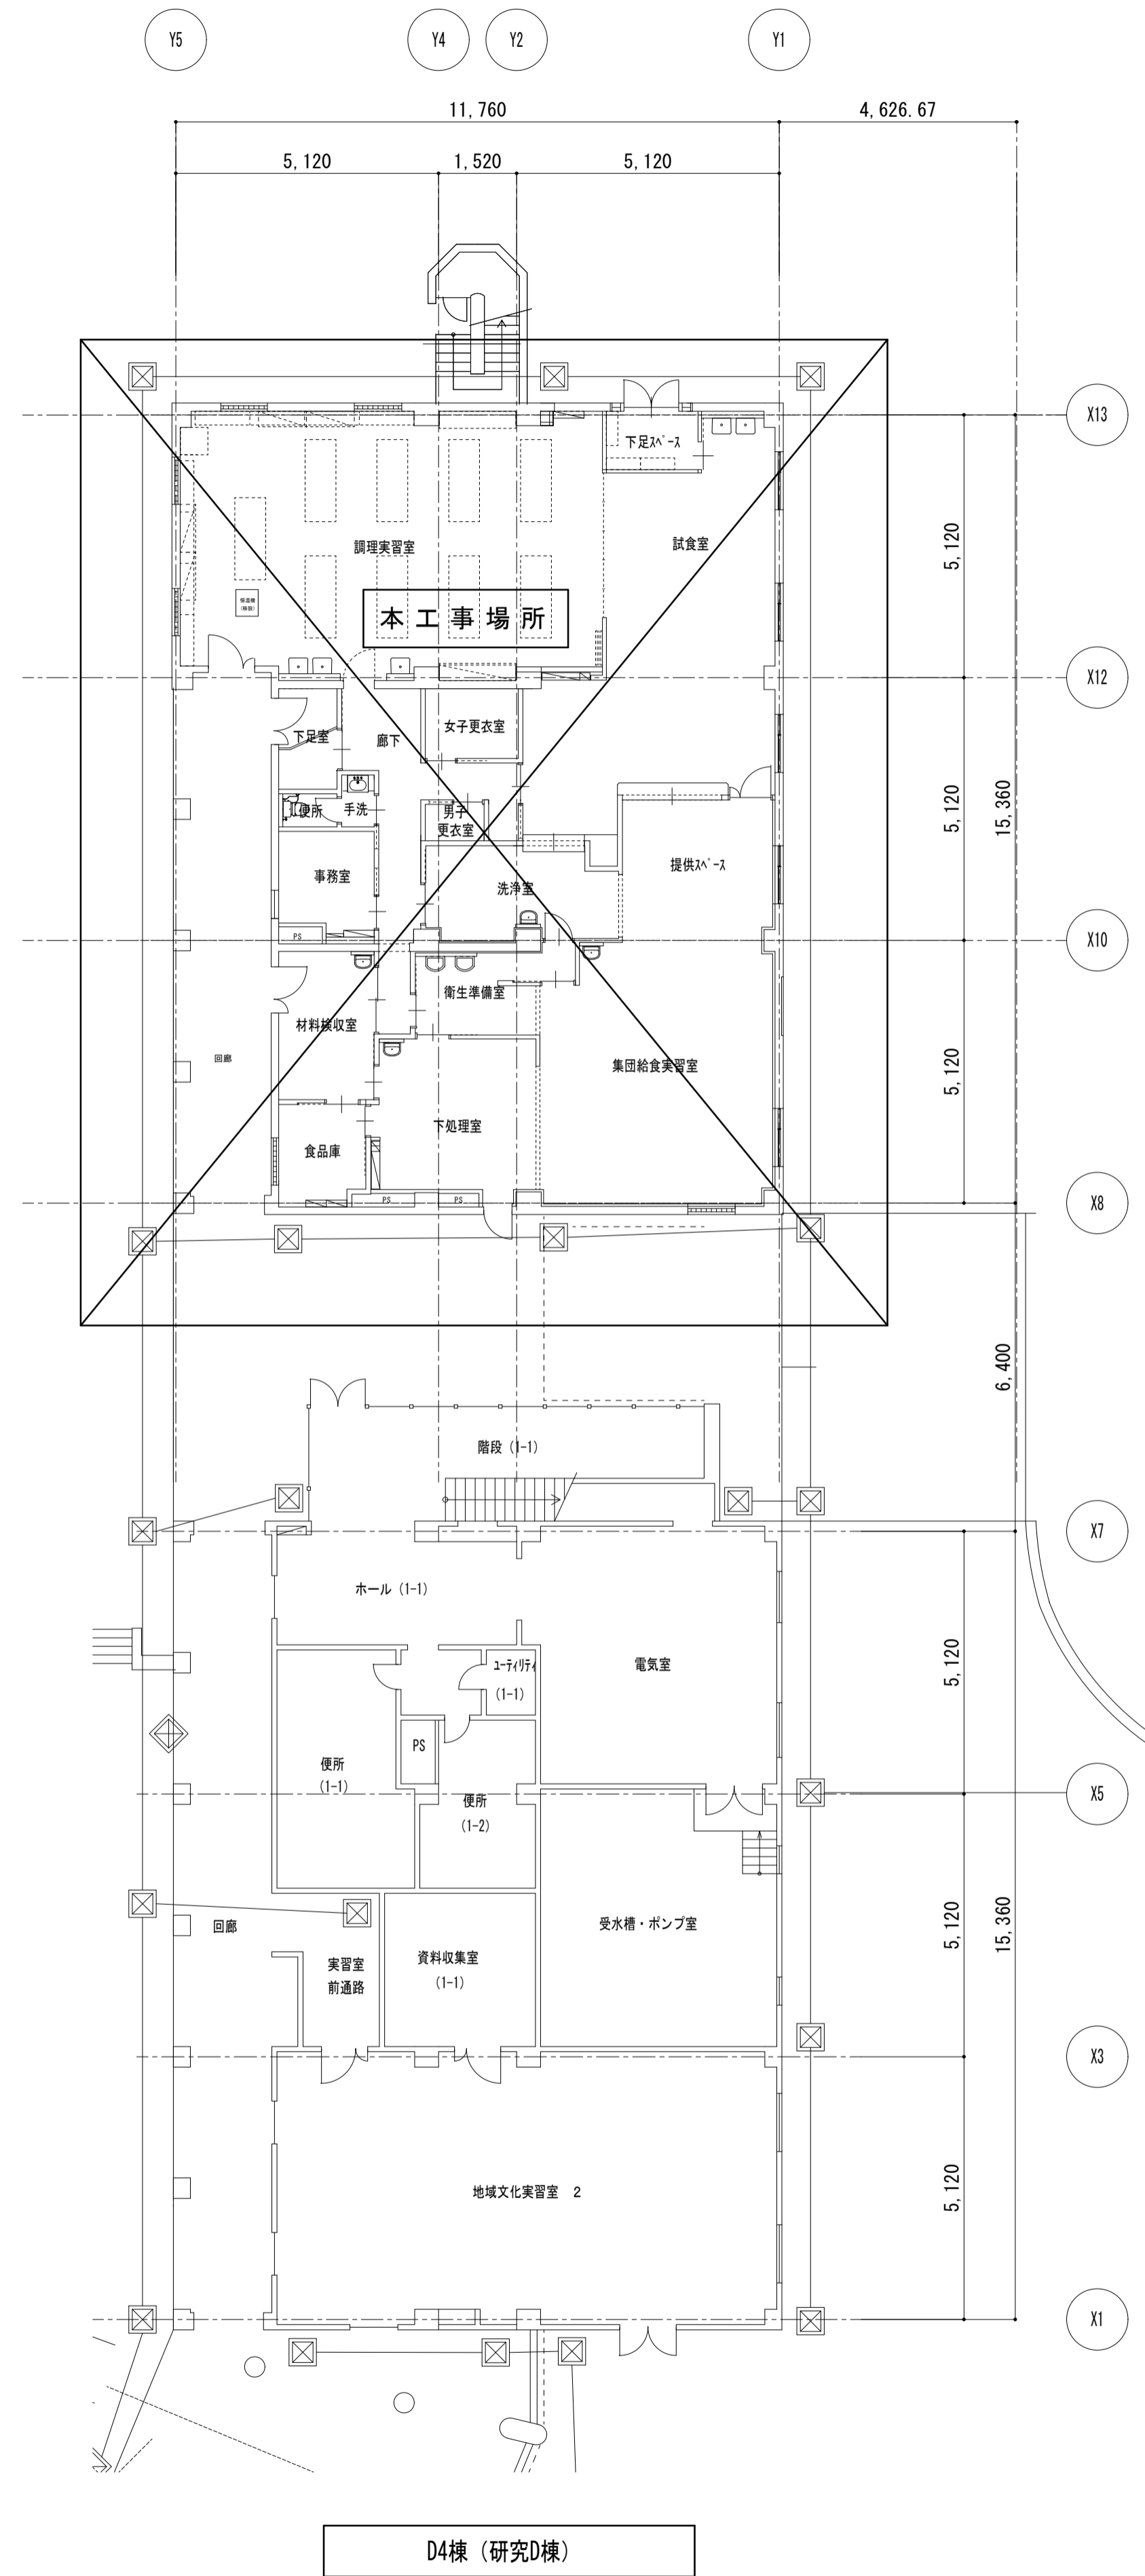 Y5
Y4
Y2
Y1
11,760
4,626.67
5,120
1,520
5,120
X13
下足ｽﾍﾟｰｽ
5,120
調理実習室
試食室
保温機
(移設)
本工事場所
X12
女子更衣室
下足室
廊下
便所
手洗
男子
更衣室
5,120
15,360
提供ｽﾍﾟｰｽ
事務室
洗浄室
PS
X10
衛生準備室
材料検収室
回廊
集団給食実習室
5,120
下処理室
食品庫
PS
PS
X8
6,400
階段(1-1)
X7
ホール(1-1)
ﾕｰﾃｨﾘﾃｨ
(1-1)
電気室
5,120
PS
便所
(1-1)
X5
便所
(1-2)
受水槽・ポンプ室
回廊
5,120
15,360
資料収集室
(1-1)
実習室
前通路
X3
地域文化実習室　2
5,120
X1
D4棟（研究D棟）